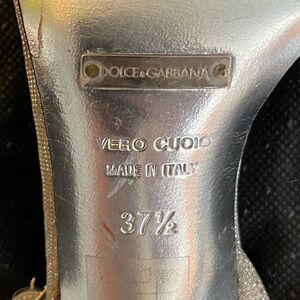 DOLCE&GABBANA
VERO CUOIO
MADE IN ITALY
37½